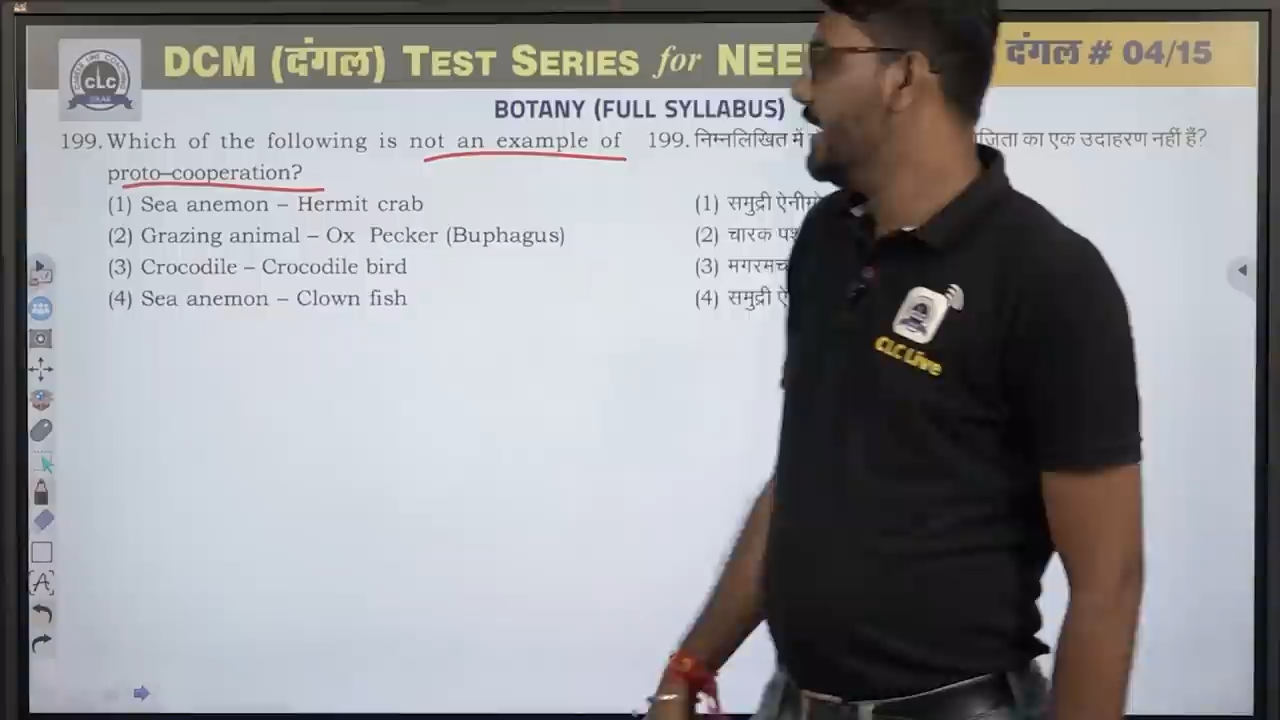 DCM (दंगल) TEST SERIES for NEE
दंगल # 04/15
CLC
BOTANY (FULL SYLLABUS)
199. Which of the following is not an example of
proto–cooperation?
(1) Sea anemon – Hermit crab
(2) Grazing animal – Ox Pecker (Buphagus)
(3) Crocodile – Crocodile bird
(4) Sea anemon – Clown fish
199. निम्नलिखित में
का एक उदाहरण नहीं हैं?
(1) समुद्री
(2) चारक
(3)
(4) समुद्री
CLC Live